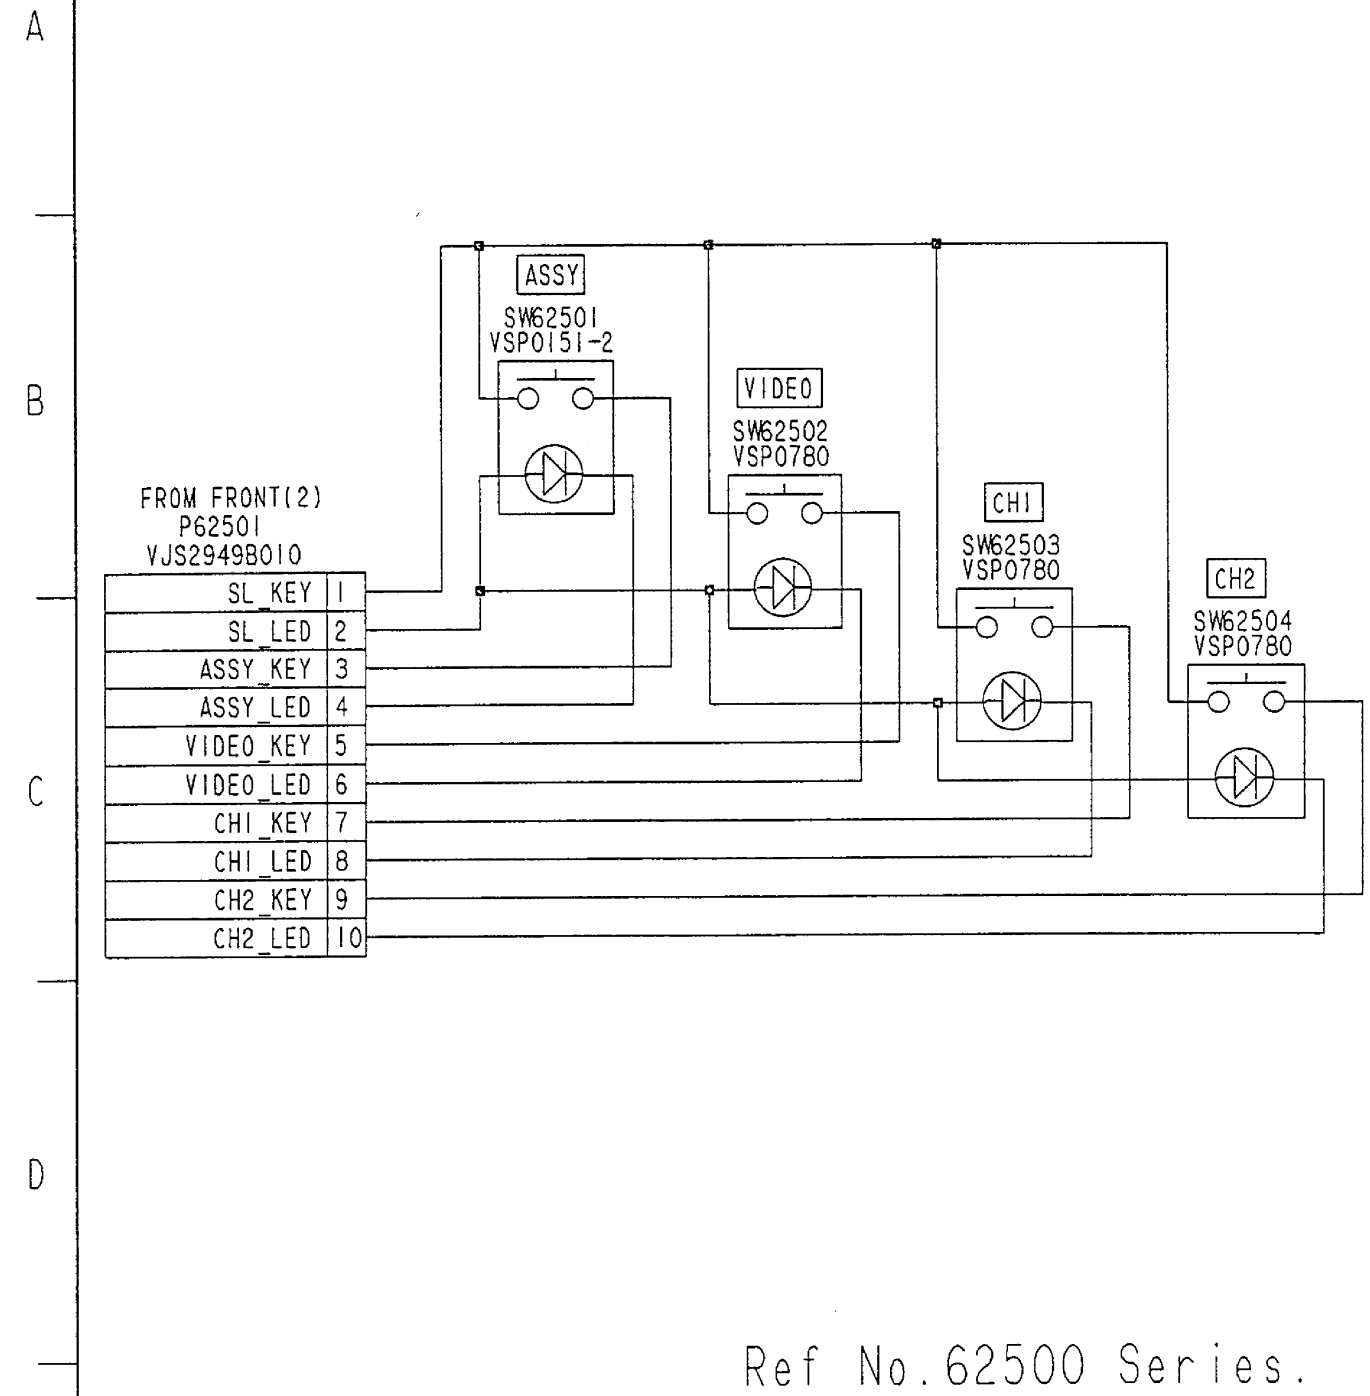 A
ASSY
SW62501
VSP0151-2
B
VIDEO
SW62502
VSP0780
CH1
SW62503
VSP0780
CH2
SW62504
VSP0780
FROM FRONT(2)
P62501
VJS2949B010
SL_KEY 1
SL_LED 2
ASSY_KEY 3
ASSY_LED 4
VIDEO_KEY 5
VIDEO_LED 6
CH1_KEY 7
CH1_LED 8
CH2_KEY 9
CH2_LED 10
C
D
Ref No.62500 Series.